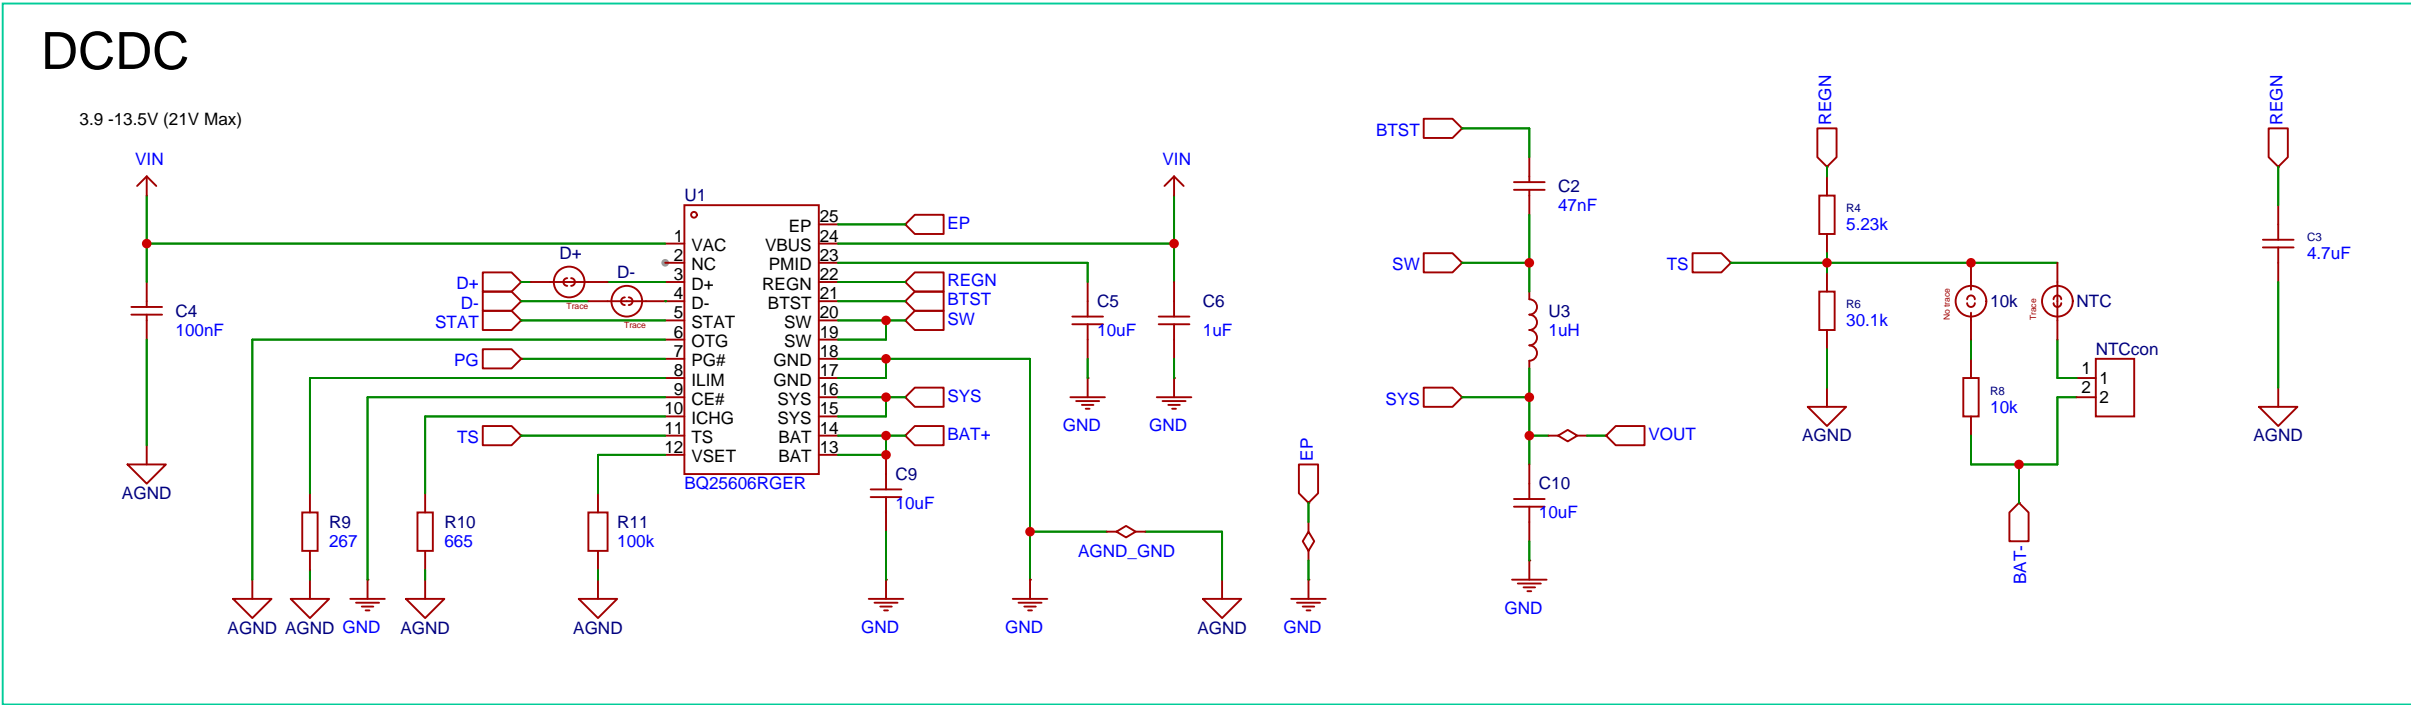 DCDC
3.9 -13.5V (21V Max)
VIN
C4
100nF
AGND
D+
D-
STAT
PG
TS
D+
Trace
D-
Trace
U1
1 VAC
2 NC
3 D+
4 D-
5 STAT
6 OTG
7 PG#
8 ILIM
9 CE#
10 ICHG
11 TS
12 VSET
EP 25
VBUS 24
PMID 23
REGN 22
BTST 21
SW 20
SW 19
GND 18
GND 17
SYS 16
SYS 15
BAT 14
BAT 13
BQ25606RGER
EP
REGN
BTST
SW
SYS
BAT+
VIN
C5
10uF
GND
C6
1uF
GND
C9
10uF
R9
267
R10
665
R11
100k
AGND_GND
AGND
AGND
GND
AGND
AGND
GND
GND
AGND
EP
GND
BTST
C2
47nF
SW
U3
1uH
SYS
VOUT
C10
10uF
GND
REGN
R4
5.23k
TS
R6
30.1k
AGND
No trace
10k
Trace
NTC
R8
10k
NTCcon
1 1
2 2
BAT-
REGN
C3
4.7uF
AGND